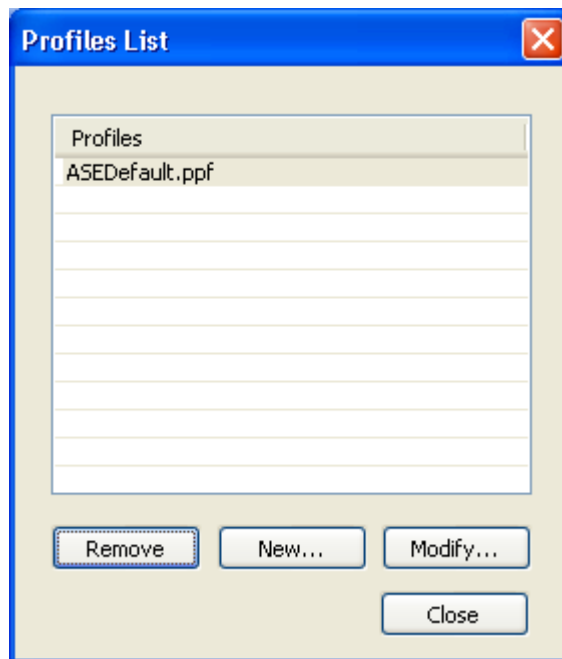 Profiles List
Profiles
ASEDefault.ppf
Remove New... Modify...
Close